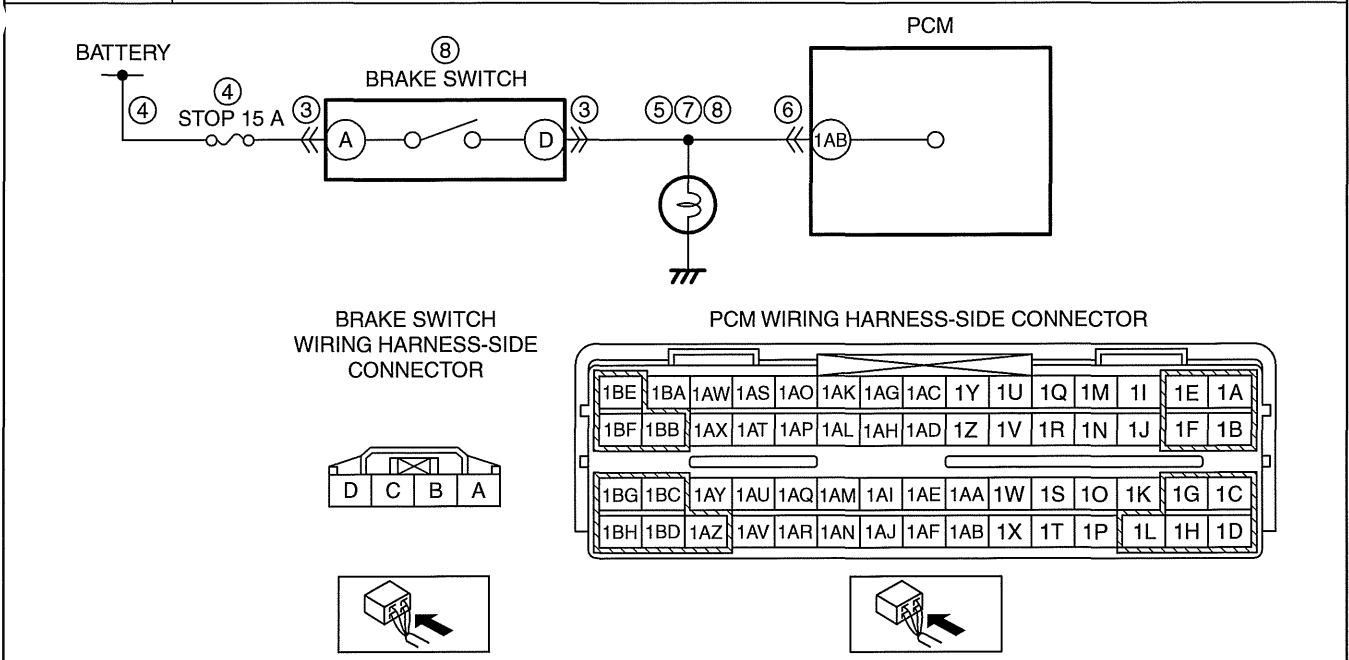 PCM
BATTERY
8
BRAKE SWITCH
4
4
STOP 15 A
3
A
D
3
5 7 8
6
1AB
BRAKE SWITCH
WIRING HARNESS-SIDE
CONNECTOR
D C B A
PCM WIRING HARNESS-SIDE CONNECTOR
1BE 1BA 1AW 1AS 1AO 1AK 1AG 1AC 1Y 1U 1Q 1M 1I 1E 1A
1BF 1BB 1AX 1AT 1AP 1AL 1AH 1AD 1Z 1V 1R 1N 1J 1F 1B
1BG 1BC 1AY 1AU 1AQ 1AM 1AI 1AE 1AA 1W 1S 1O 1K 1G 1C
1BH 1BD 1AZ 1AV 1AR 1AN 1AJ 1AF 1AB 1X 1T 1P 1L 1H 1D